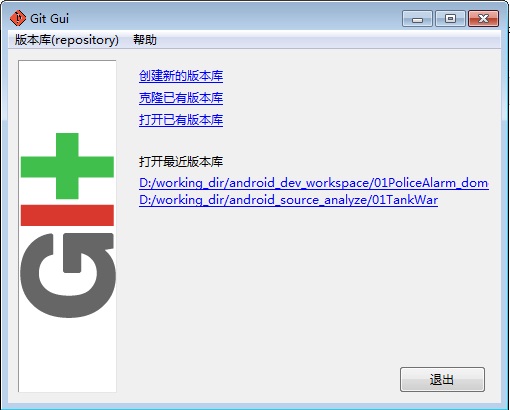 Git Gui
版本库(repository) 帮助
创建新的版本库
克隆已有版本库
打开已有版本库
打开最近版本库
D:/working_dir/android_dev_workspace/01PoliceAlarm_dom
D:/working_dir/android_source_analyze/01TankWar
Git
退出